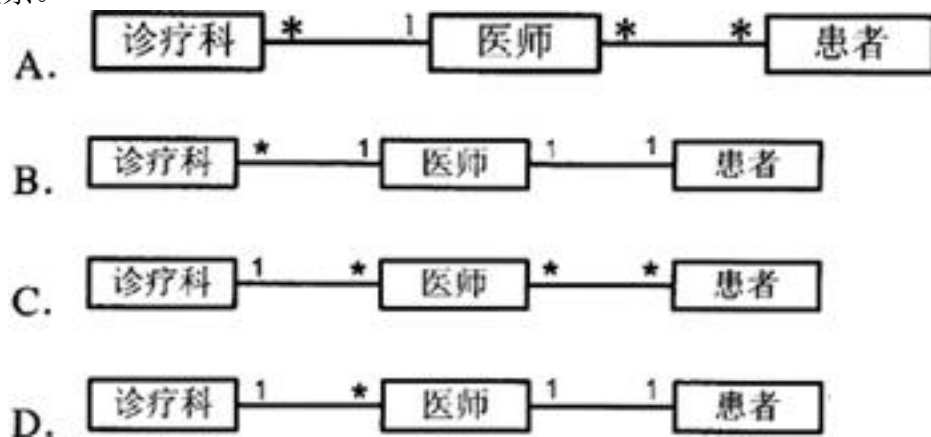 A. 诊疗科 * 1 医师 * * 患者
B. 诊疗科 * 1 医师 1 1 患者
C. 诊疗科 1 * 医师 * * 患者
D. 诊疗科 1 * 医师 1 1 患者